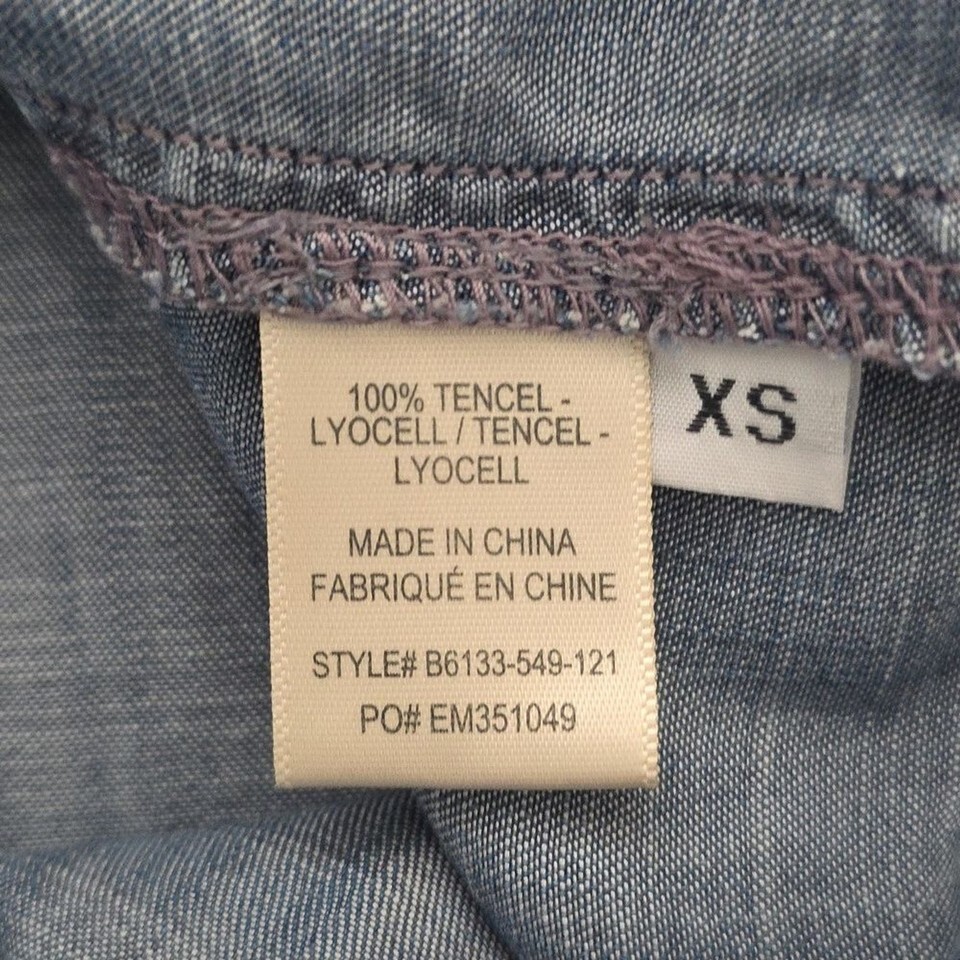 100% TENCEL -
LYOCELL / TENCEL -
LYOCELL
MADE IN CHINA
FABRIQUÉ EN CHINE
STYLE# B6133-549-121
PO# EM351049
XS